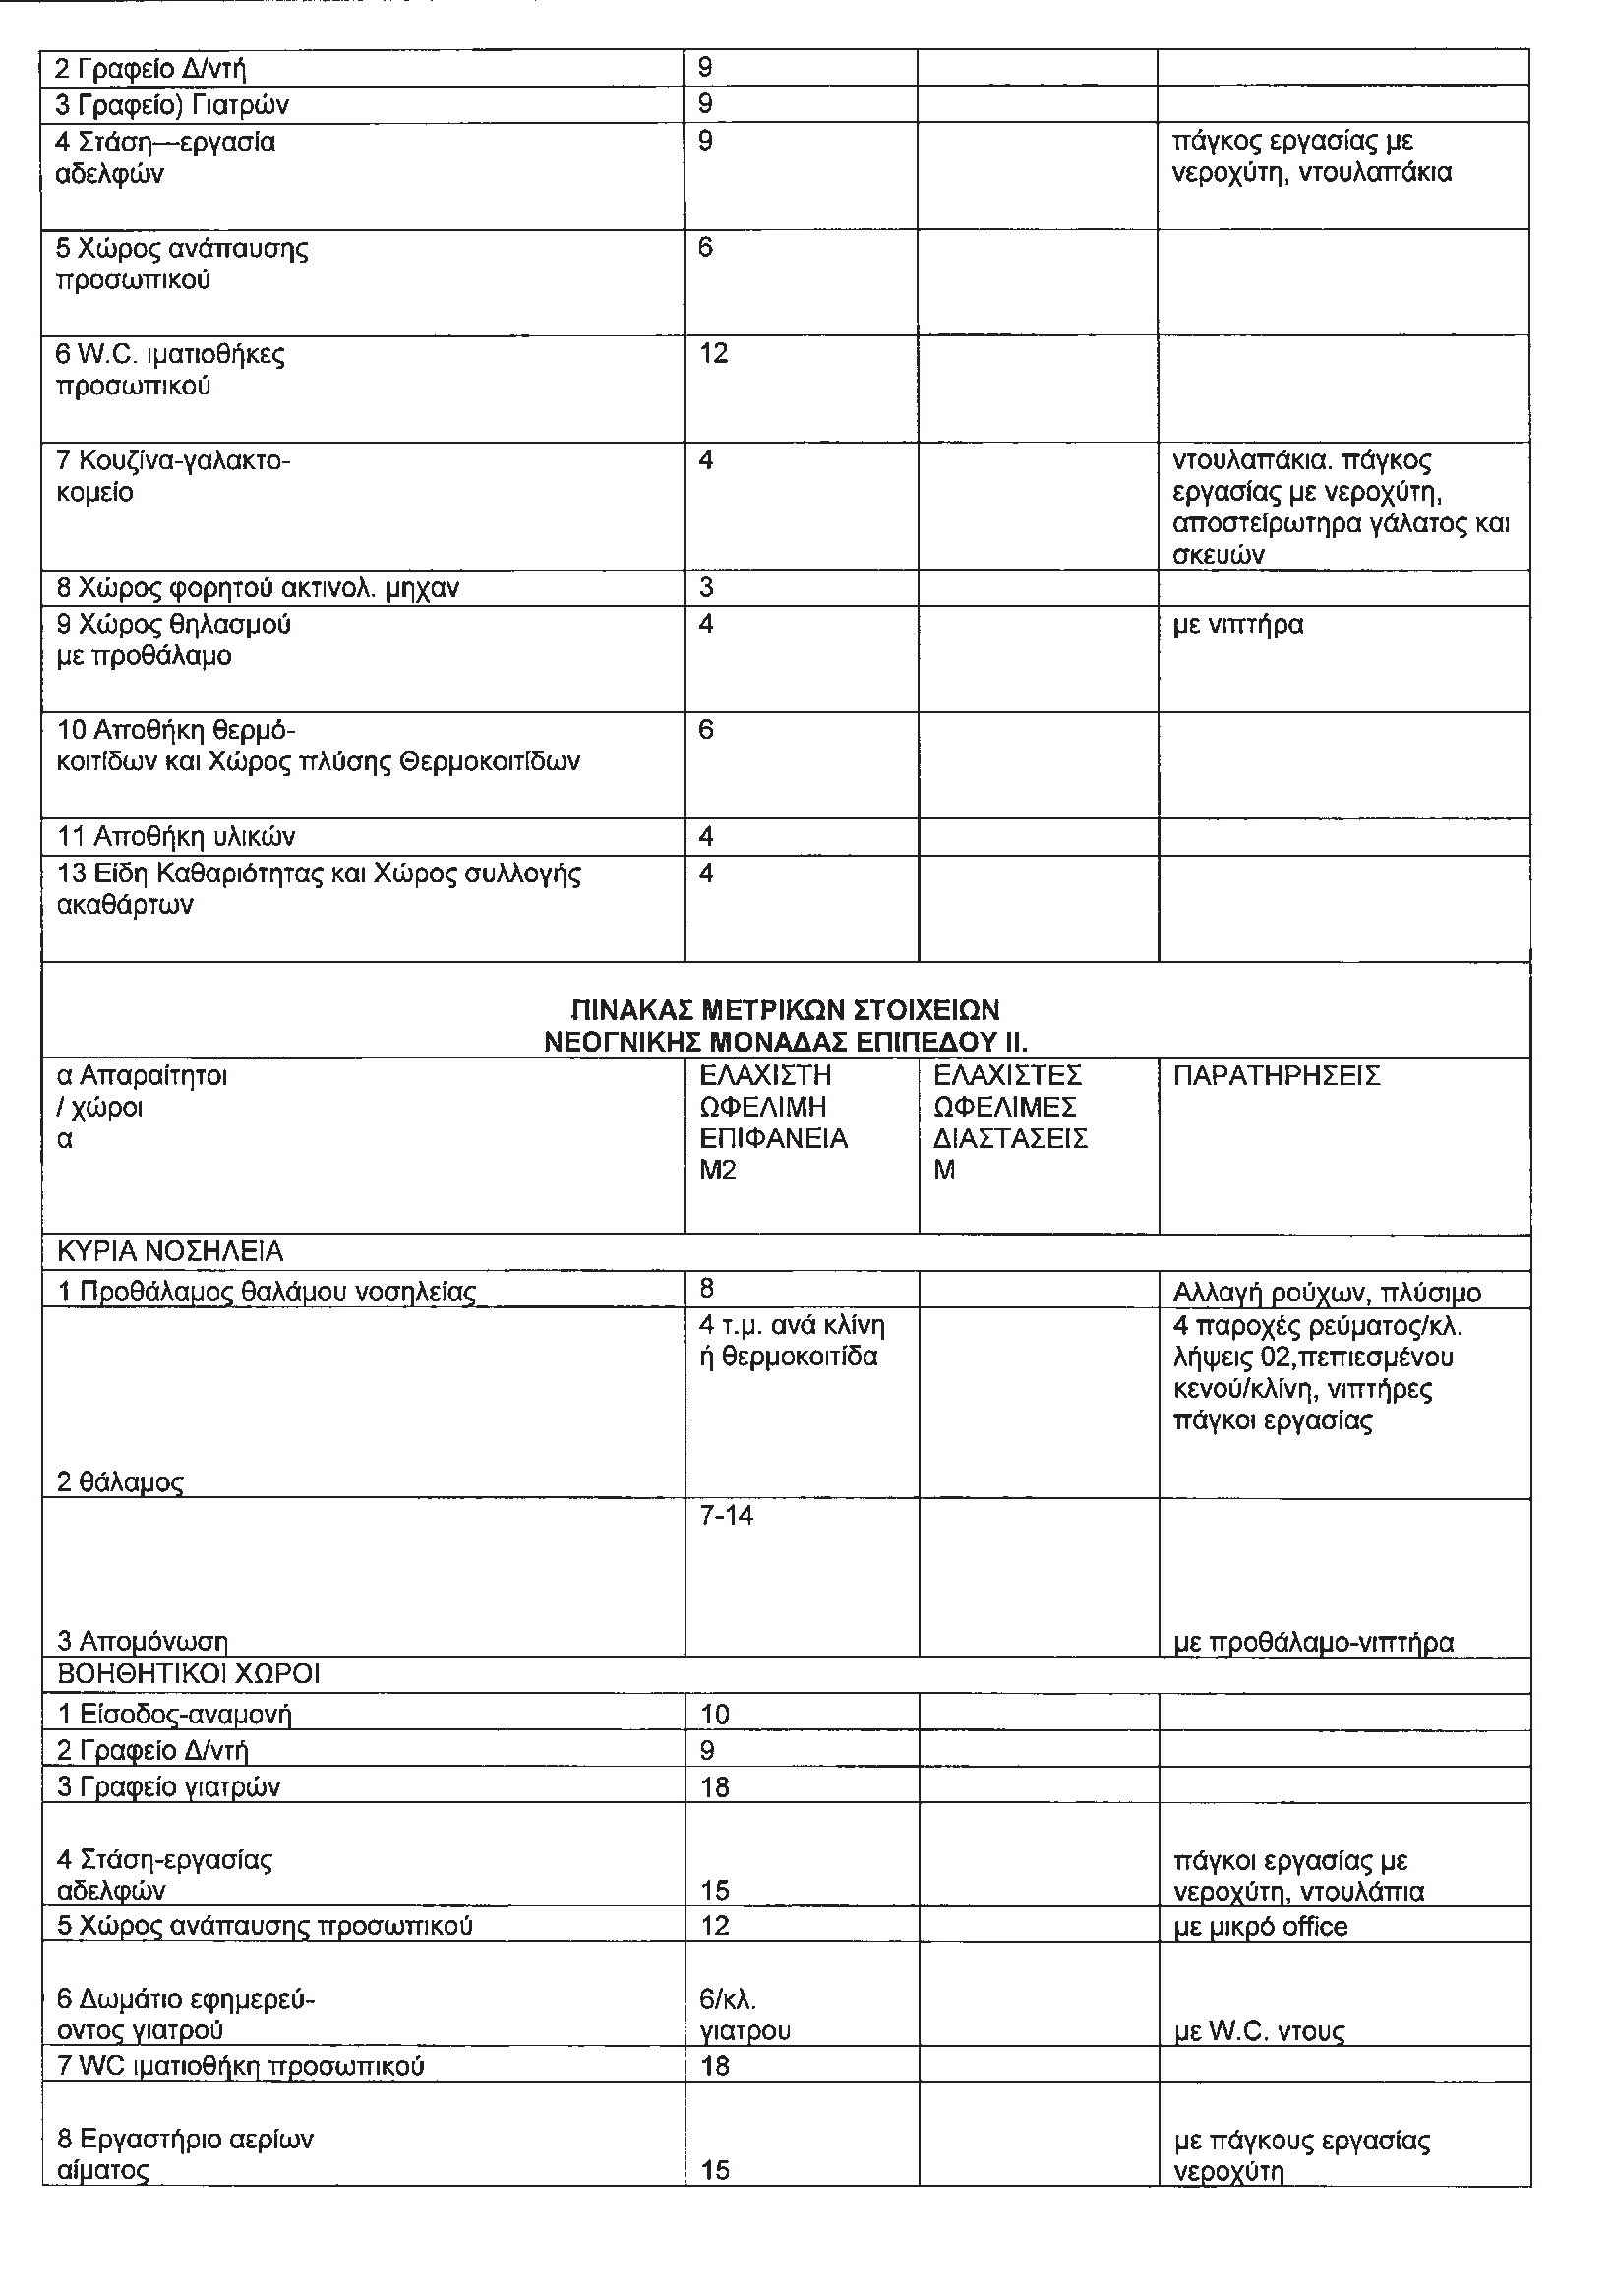 2 Γραφείο Δ/ντή 9
3 Γραφείο) Γιατρών 9
4 Στάση—εργασία 9 πάγκος εργασίας με
αδελφών νεροχύτη, ντουλαπάκια
5 Χώρος ανάπαυσης 6
προσωπικού
6 W.C. ιματιοθήκες 12
προσωπικού
7 Κουζίνα-γαλακτο- 4 ντουλαπάκια. πάγκος
κομείο εργασίας με νεροχύτη,
αποστείρωτηρα γάλατος και
σκευών
8 Χώρος φορητού ακτινολ. μηχαν 3
9 Χώρος θηλασμού 4 με νιπτήρα
με προθάλαμο
10 Αποθήκη θερμό- 6
κοιτίδων και Χώρος πλύσης Θερμοκοιτίδων
11 Αποθήκη υλικών 4
13 Είδη Καθαριότητας και Χώρος συλλογής 4
ακαθάρτων
ΠΙΝΑΚΑΣ ΜΕΤΡΙΚΩΝ ΣΤΟΙΧΕΙΩΝ
ΝΕΟΓΝΙΚΗΣ ΜΟΝΑΔΑΣ ΕΠΙΠΕΔΟΥ ΙΙ.
α Απαραίτητοι ΕΛΑΧΙΣΤΗ ΕΛΑΧΙΣΤΕΣ ΠΑΡΑΤΗΡΗΣΕΙΣ
/ χώροι ΩΦΕΛΙΜΗ ΩΦΕΛΙΜΕΣ
α ΕΠΙΦΑΝΕΙΑ ΔΙΑΣΤΑΣΕΙΣ
Μ2 Μ
ΚΥΡΙΑ ΝΟΣΗΛΕΙΑ
1 Προθάλαμος θαλάμου νοσηλείας 8 Αλλαγή ρούχων, πλύσιμο
4 τ.μ. ανά κλίνη 4 παροχές ρεύματος/κλ.
ή θερμοκοιτίδα λήψεις 02,πεπιεσμένου
κενού/κλίνη, νιπτήρες
πάγκοι εργασίας
2 θάλαμος
7-14
3 Απομόνωση με προθάλαμο-νιπτήρα
ΒΟΗΘΗΤΙΚΟΙ ΧΩΡΟΙ
1 Είσοδος-αναμονή 10
2 Γραφείο Δ/ντή 9
3 Γραφείο γιατρών 18
4 Στάση-εργασίας πάγκοι εργασίας με
αδελφών 15 νεροχύτη, ντουλάπια
5 Χώρος ανάπαυσης προσωπικού 12 με μικρό office
6 Δωμάτιο εφημερεύ- 6/κλ.
οντος γιατρού γιατρου με W.C. ντους
7 WC ιματιοθήκη προσωπικού 18
8 Εργαστήριο αερίων με πάγκους εργασίας
αίματος 15 νεροχύτη